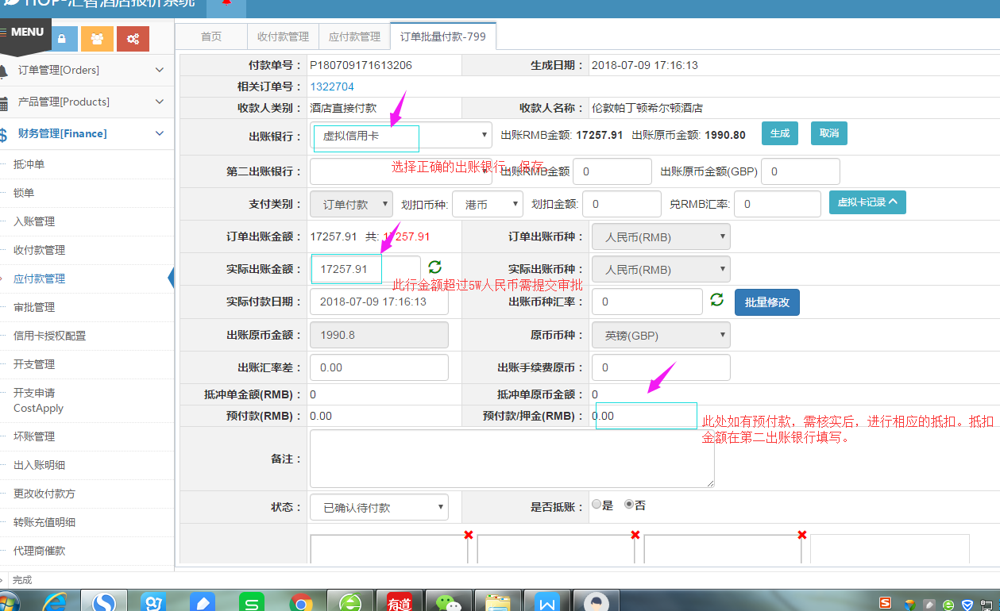 HOP-汇智酒店报价系统
MENU
首页 收付款管理 应付款管理 订单批量付款-799
订单管理[Orders]
产品管理[Products]
财务管理[Finance]
抵冲单
锁单
入账管理
收付款管理
应付款管理
审批管理
信用卡授权配置
开支管理
开支申请
CostApply
坏账管理
出入账明细
更改收付款方
转账充值明细
代理商催款
付款单号： P180709171613206 生成日期： 2018-07-09 17:16:13
相关订单号： 1322704
收款人类别： 酒店直接付款 收款人名称： 伦敦帕丁顿希尔顿酒店
出账银行： 虚拟信用卡 出账RMB金额: 17257.91 出账原币金额: 1990.80 生成 取消
选择正确的出账银行，保存
第二出账银行： 出账RMB金额 0 出账原币金额(GBP) 0
支付类别： 订单付款 划扣币种: 港币 划扣金额: 0 兑RMB汇率: 0 虚拟卡记录
订单出账金额： 17257.91 共: 17257.91 订单出账币种： 人民币(RMB)
实际出账金额： 17257.91 实际出账币种： 人民币(RMB)
此行金额超过5W人民币需提交审批
实际付款日期： 2018-07-09 17:16:13 出账币种汇率： 0 批量修改
出账原币金额： 1990.8 原币币种： 英镑(GBP)
出账汇率差： 0.00 出账手续费原币： 0
抵冲单金额(RMB)： 0 抵冲单原币金额： 0
预付款(RMB)： 0.00 预付款/押金(RMB)： 0.00
此处如有预付款，需核实后，进行相应的抵扣。抵扣
金额在第二出账银行填写。
备注：
状态： 已确认待付款 是否抵账： 是 否
完成
有道